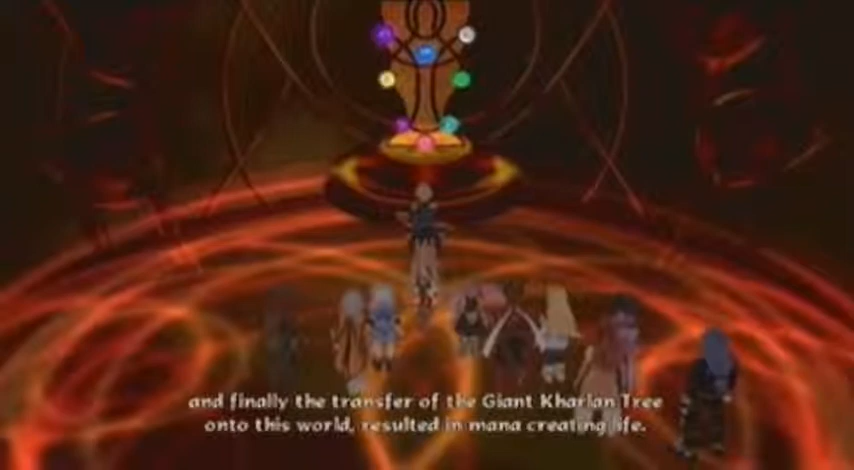 and finally the transfer of the Giant Kharlan Tree
onto this world, resulted in mana creating life.